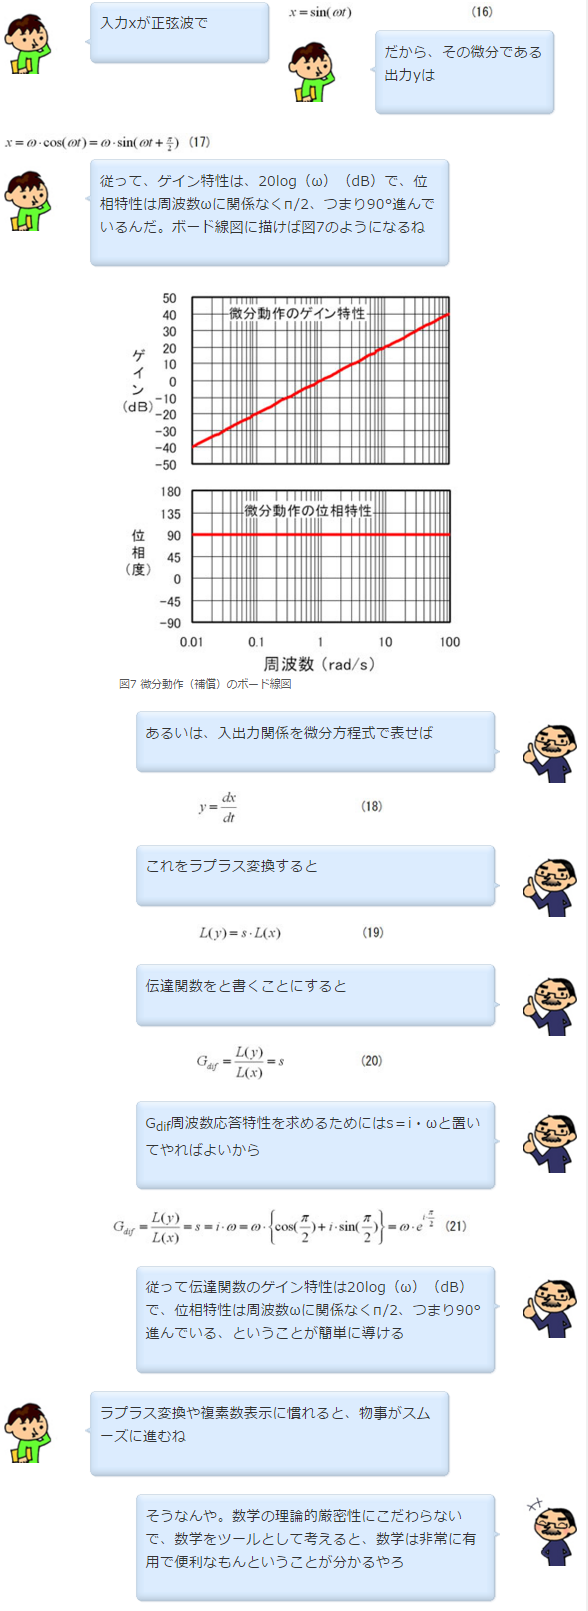 入力xが正弦波で
x = sin(ωt) (16)
だから、その微分である
出力yは
x = ω·cos(ωt) = ω·sin(ωt + π/2) (17)
従って、ゲイン特性は、20log（ω）（dB）で、位
相特性は周波数ωに関係なくπ/2、つまり90°進んで
いるんだ。ボード線図に描けば図7のようになるね
微分動作のゲイン特性
ゲイン(dB)
50
40
30
20
10
0
-10
-20
-30
-40
-50
微分動作の位相特性
位相(度)
180
135
90
45
0
-45
-90
0.01 0.1 1 10 100
周波数 (rad/s)
図7 微分動作（補償）のボード線図
あるいは、入出力関係を微分方程式で表せば
y = dx/dt (18)
これをラプラス変換すると
L(y) = s·L(x) (19)
伝達関数をと書くことにすると
G_dif = L(y)/L(x) = s (20)
Gdif周波数応答特性を求めるためにはs＝i・ωと置い
てやればよいから
G_dif = L(y)/L(x) = s = i·ω = ω·{cos(π/2) + i·sin(π/2)} = ω·e^{i·π/2} (21)
従って伝達関数のゲイン特性は20log（ω）（dB）
で、位相特性は周波数ωに関係なくπ/2、つまり90°
進んでいる、ということが簡単に導ける
ラプラス変換や複素数表示に慣れると、物事がスム
ーズに進むね
そうなんや。数学の理論的厳密性にこだわらない
で、数学をツールとして考えると、数学は非常に有
用で便利なもんということが分かるやろ